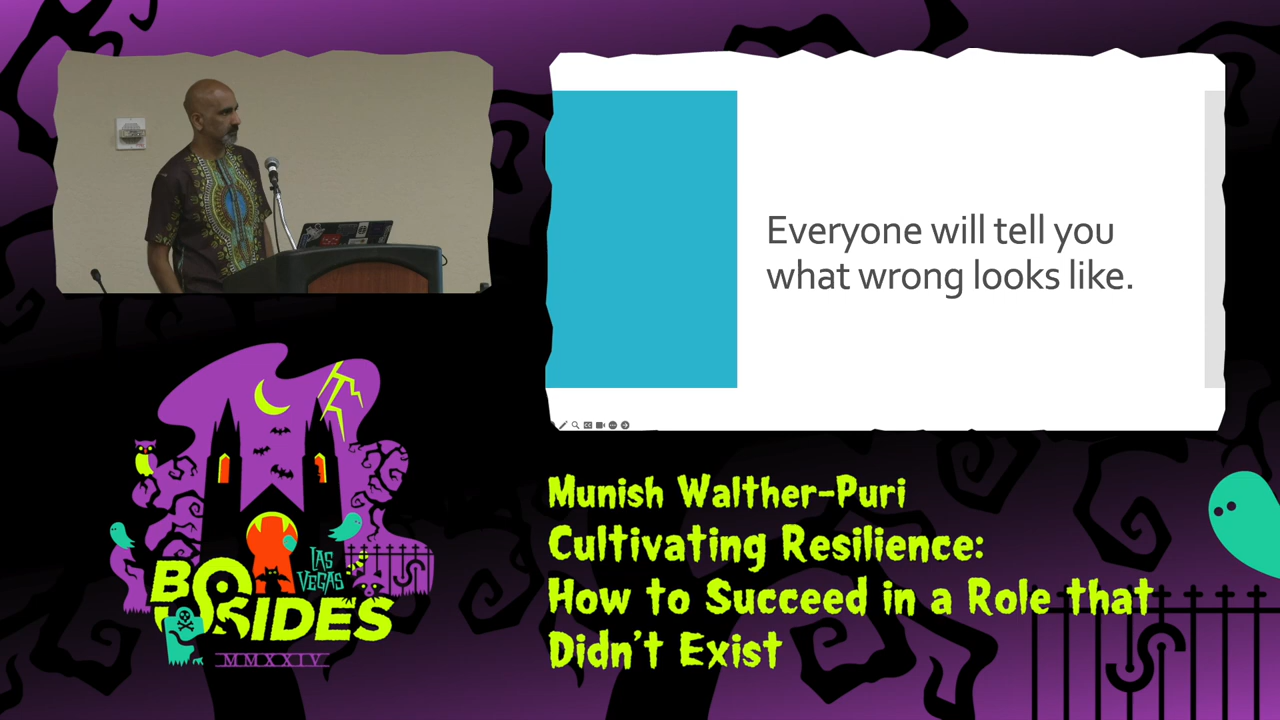 Everyone will tell you
what wrong looks like.
Munish Walther-Puri
Cultivating Resilience:
How to Succeed in a Role that
Didn't Exist
LAS
VEGAS
BSIDES
MMXXIV